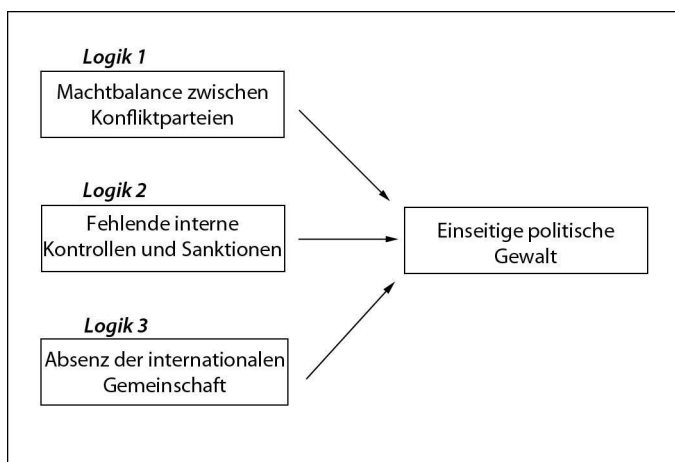 Logik 1
Machtbalance zwischen
Konfliktparteien
Logik 2
Fehlende interne
Kontrollen und Sanktionen
Einseitige politische
Gewalt
Logik 3
Absenz der internationalen
Gemeinschaft